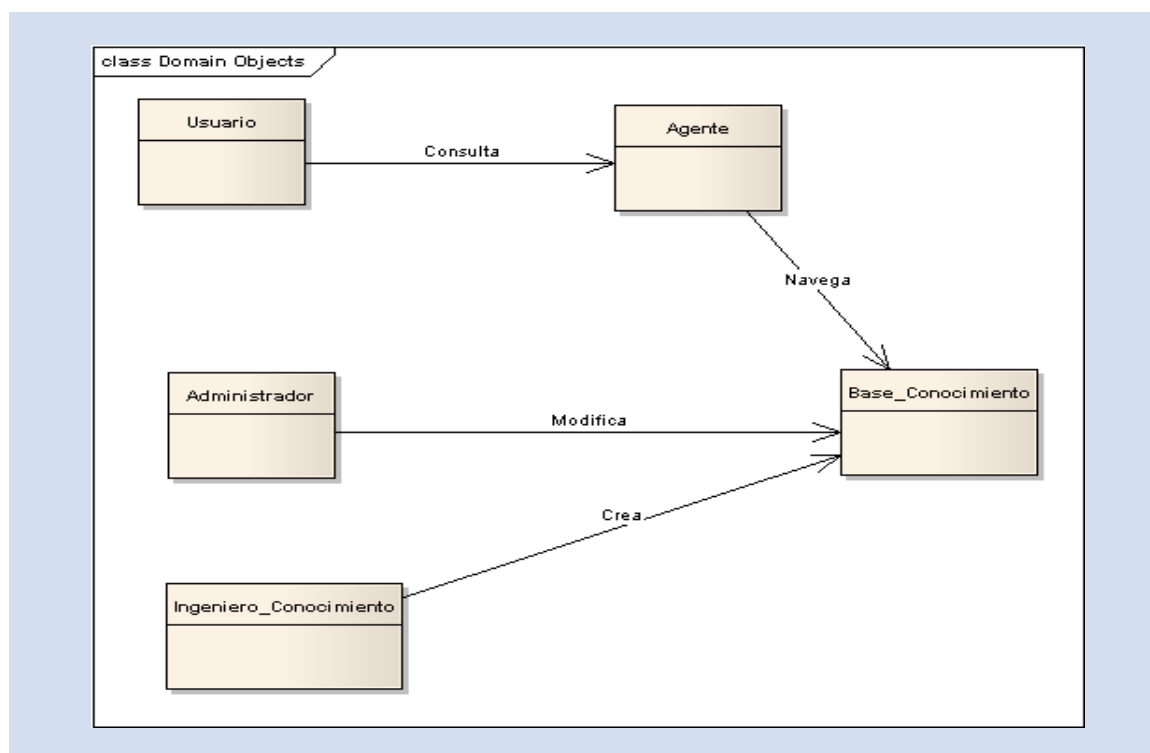 class Domain Objects
Usuario
Agente
Consulta
Navega
Administrador
Base_Conocimiento
Modifica
Crea
Ingeniero_Conocimiento